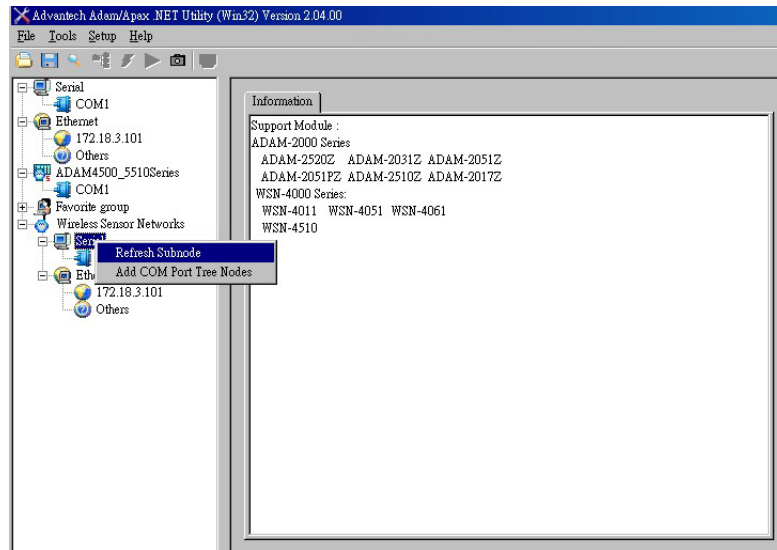 Advantech Adam/Apax .NET Utility (Win32) Version 2.04.00
File Tools Setup Help
Serial
COM1
Ethernet
172.18.3.101
Others
ADAM4500_5510Series
COM1
Favorite group
Wireless Sensor Networks
Refresh Subnode
Add COM Port Tree Nodes
172.18.3.101
Others
Information
Support Module :
ADAM-2000 Series
ADAM-2520Z ADAM-2031Z ADAM-2051Z
ADAM-2051PZ ADAM-2510Z ADAM-2017Z
WSN-4000 Series:
WSN-4011 WSN-4051 WSN-4061
WSN-4510